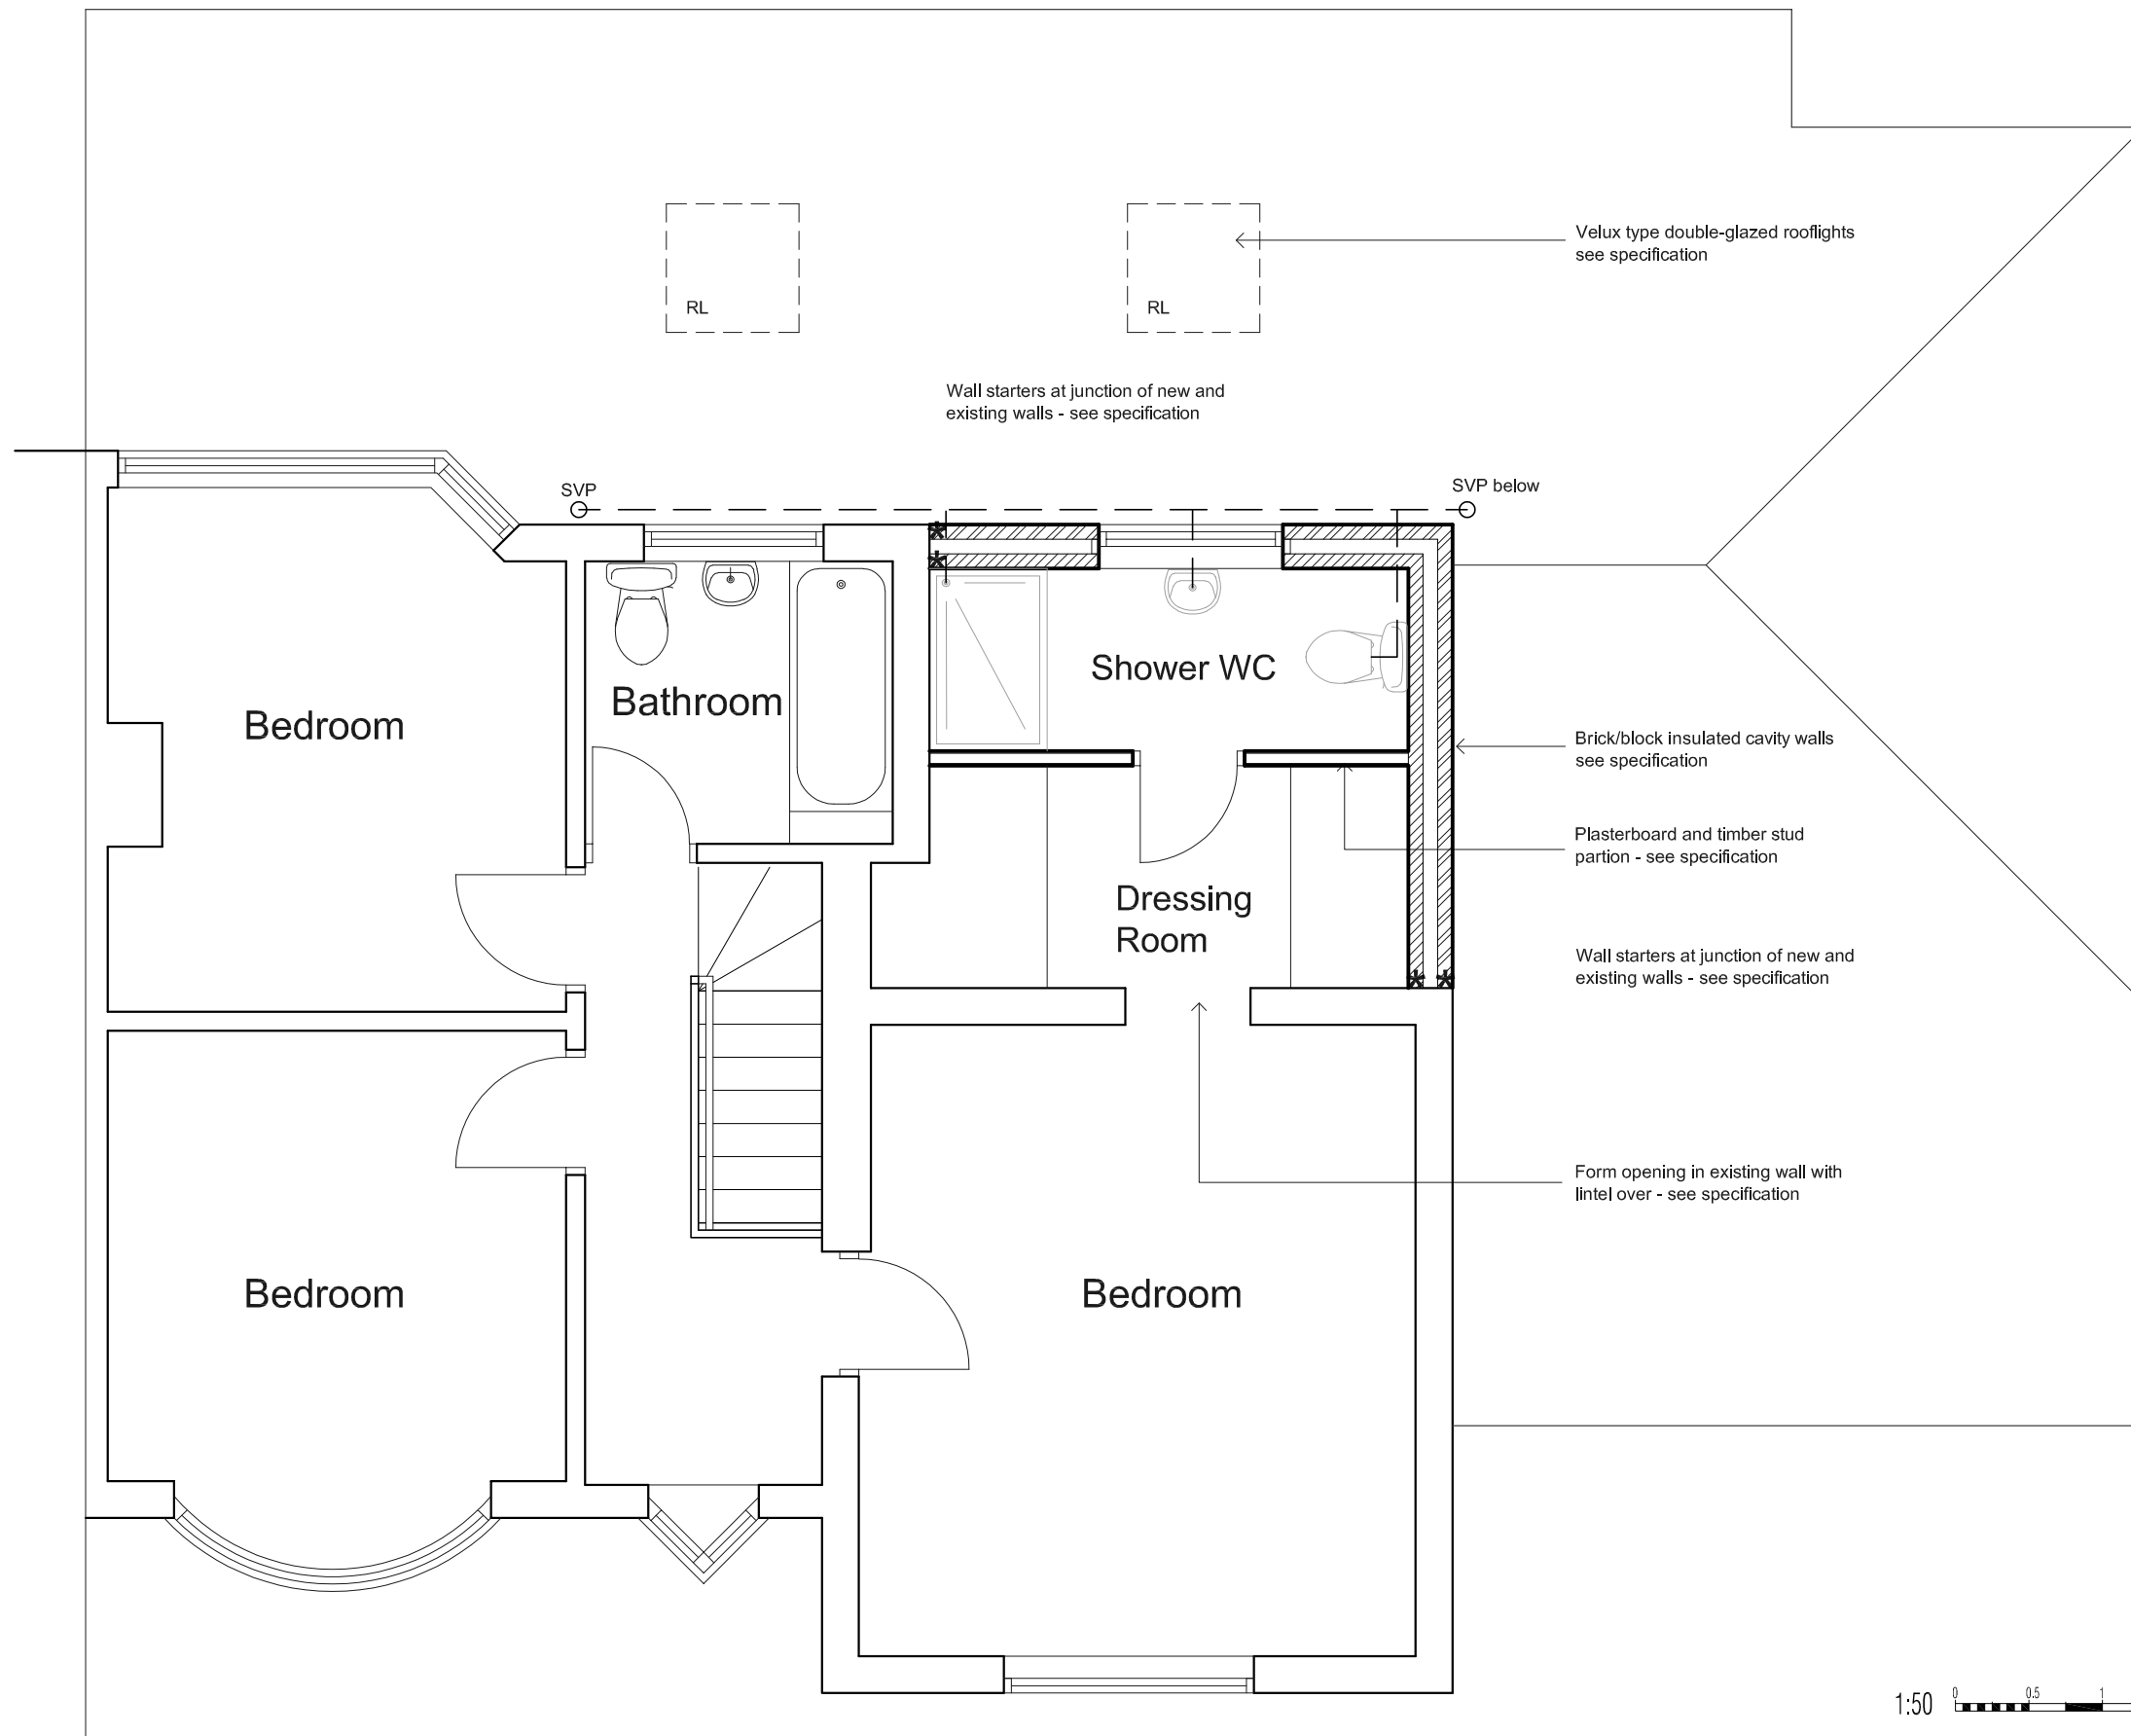 Velux type double-glazed rooflights
see specification
RL
RL
Wall starters at junction of new and
existing walls - see specification
SVP
SVP below
Shower WC
Bathroom
Bedroom
Brick/block insulated cavity walls
see specification
Plasterboard and timber stud
partion - see specification
Dressing
Room
Wall starters at junction of new and
existing walls - see specification
Form opening in existing wall with
lintel over - see specification
Bedroom
Bedroom
1:50
0 0.5 1